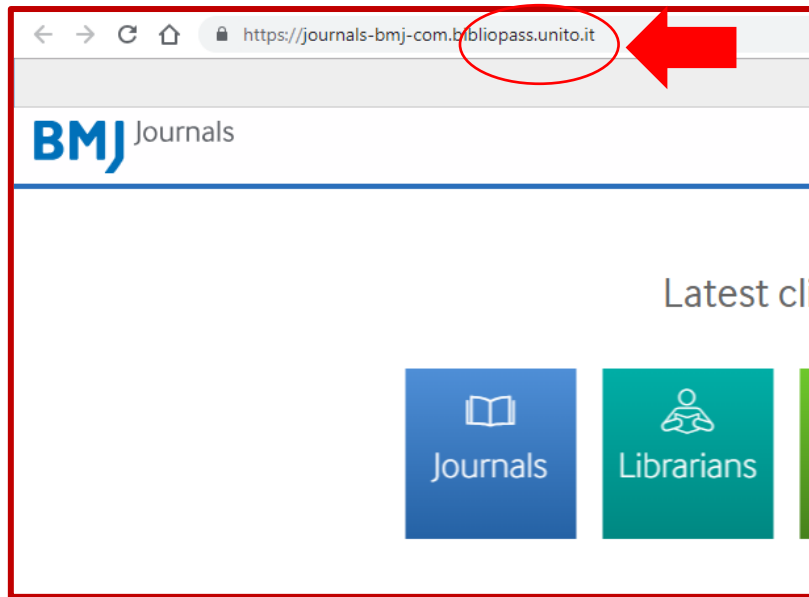 https://journals-bmj-com.bibliopass.unito.it
BMJ Journals
Latest cli
Journals
Librarians